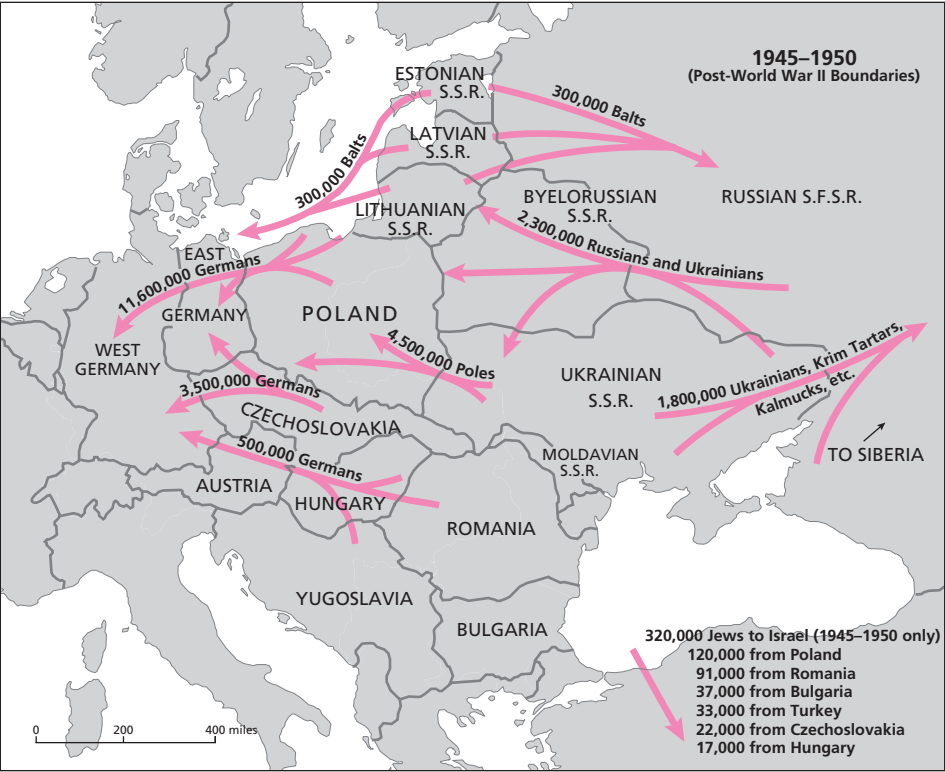 1945–1950
(Post-World War II Boundaries)
ESTONIAN
S.S.R.
300,000 Balts
LATVIAN
S.S.R.
300,000 Balts
LITHUANIAN
S.S.R.
BYELORUSSIAN
S.S.R.
RUSSIAN S.F.S.R.
2,300,000 Russians and Ukrainians
EAST
GERMANY
11,600,000 Germans
POLAND
WEST
GERMANY
4,500,000 Poles
3,500,000 Germans
UKRAINIAN
S.S.R.
1,800,000 Ukrainians, Krim Tartars,
Kalmucks, etc.
CZECHOSLOVAKIA
500,000 Germans
MOLDAVIAN
S.S.R.
TO SIBERIA
AUSTRIA
HUNGARY
ROMANIA
YUGOSLAVIA
BULGARIA
320,000 Jews to Israel (1945–1950 only)
120,000 from Poland
91,000 from Romania
37,000 from Bulgaria
33,000 from Turkey
22,000 from Czechoslovakia
17,000 from Hungary
0 200 400 miles